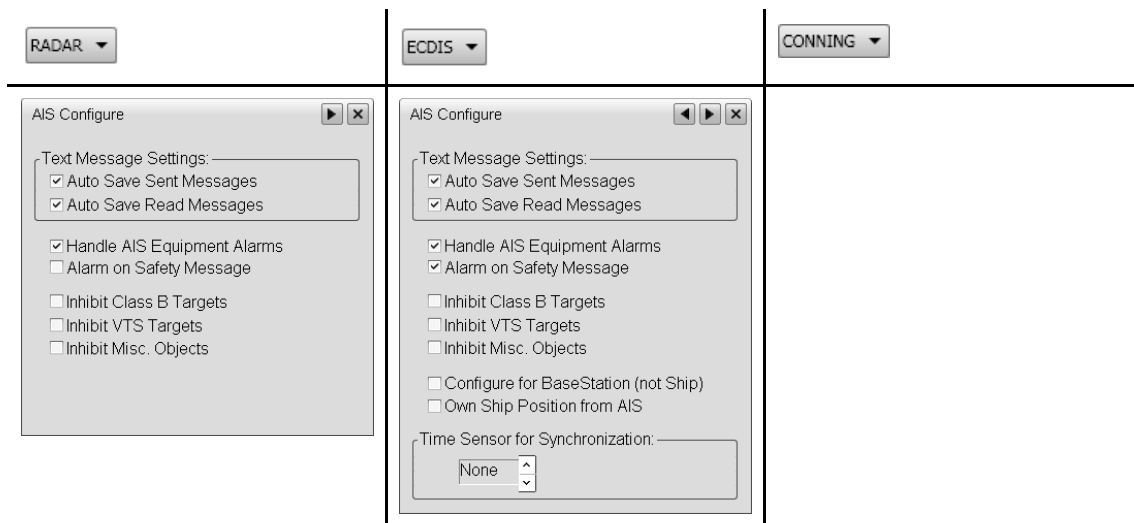 RADAR
ECDIS
CONNING
AIS Configure
Text Message Settings:
Auto Save Sent Messages
Auto Save Read Messages
Handle AIS Equipment Alarms
Alarm on Safety Message
Inhibit Class B Targets
Inhibit VTS Targets
Inhibit Misc. Objects
AIS Configure
Text Message Settings:
Auto Save Sent Messages
Auto Save Read Messages
Handle AIS Equipment Alarms
Alarm on Safety Message
Inhibit Class B Targets
Inhibit VTS Targets
Inhibit Misc. Objects
Configure for BaseStation (not Ship)
Own Ship Position from AIS
Time Sensor for Synchronization:
None